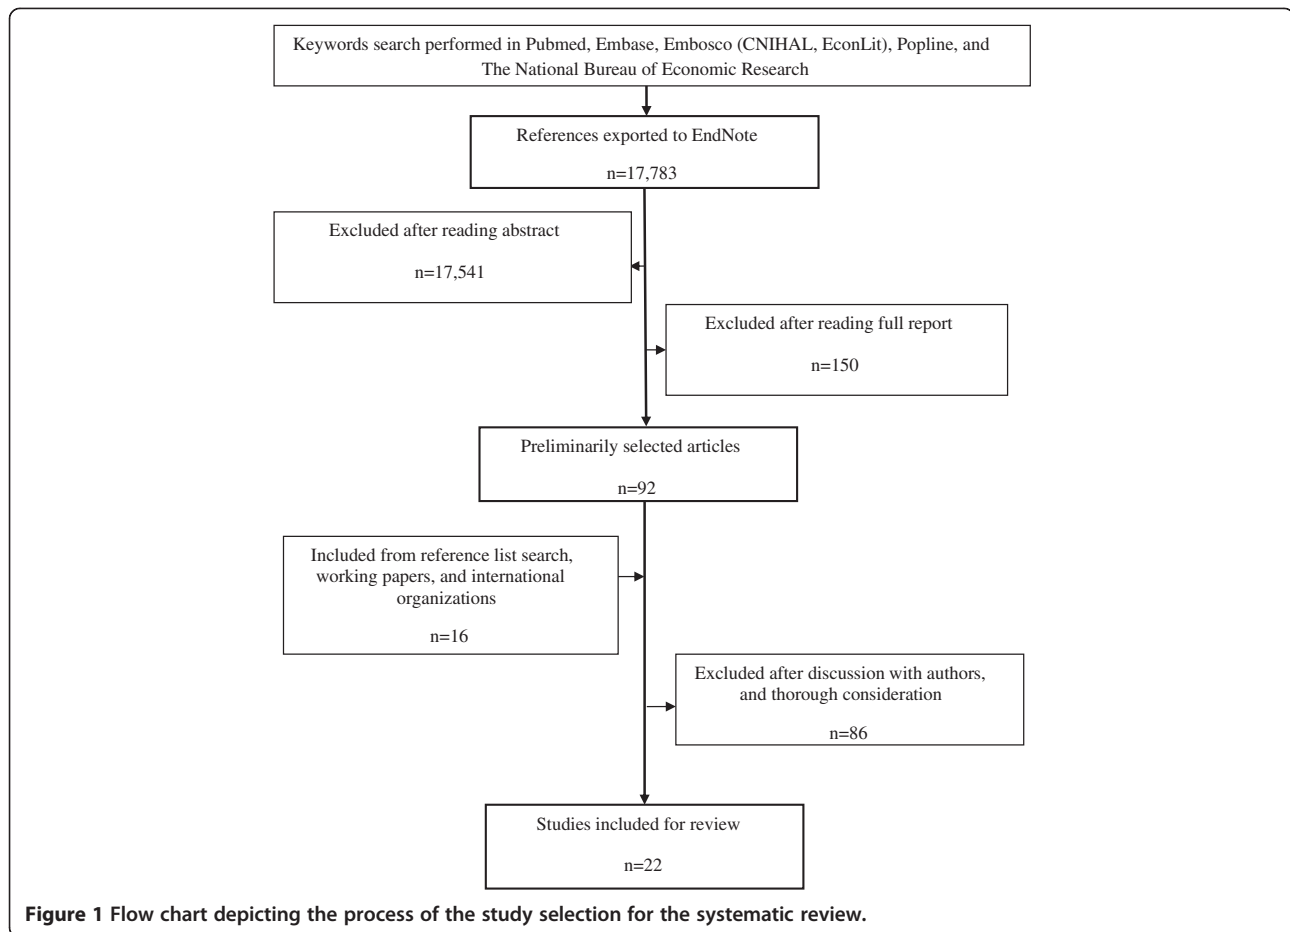 Keywords search performed in Pubmed, Embase, Embosco (CNIHAL, EconLit), Popline, and
The National Bureau of Economic Research
References exported to EndNote
n=17,783
Excluded after reading abstract
n=17,541
Excluded after reading full report
n=150
Preliminarily selected articles
n=92
Included from reference list search,
working papers, and international
organizations
n=16
Excluded after discussion with authors,
and thorough consideration
n=86
Studies included for review
n=22
Figure 1 Flow chart depicting the process of the study selection for the systematic review.